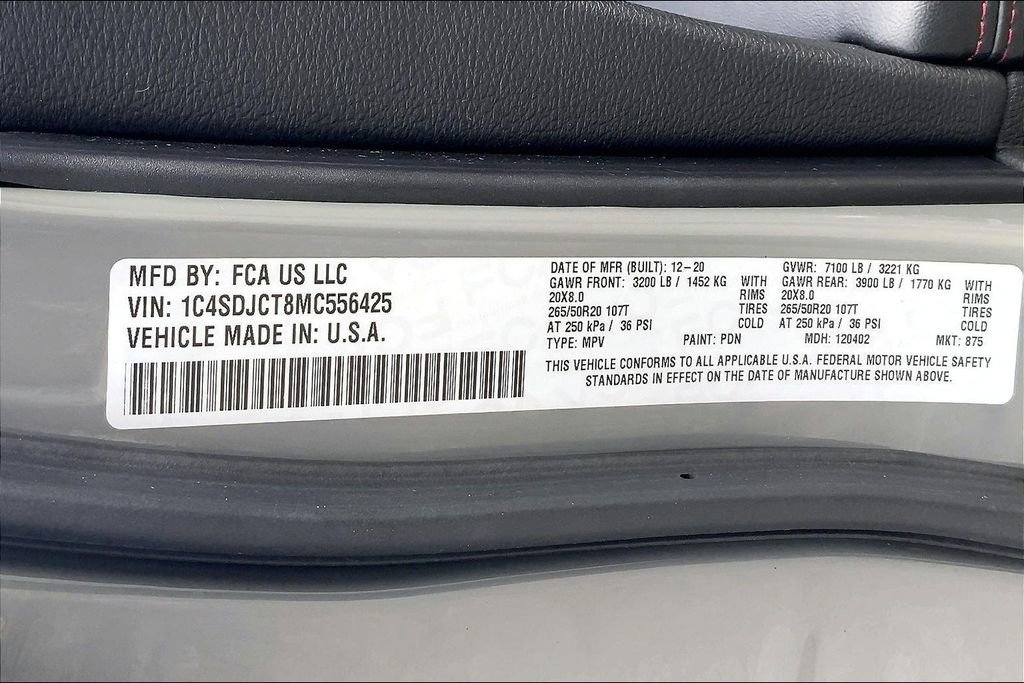 MFD BY: FCA US LLC
VIN: 1C4SDJCT8MC556425
VEHICLE MADE IN: U.S.A.
DATE OF MFR (BUILT): 12-20 GVWR: 7100 LB / 3221 KG
GAWR FRONT: 3200 LB / 1452 KG WITH GAWR REAR: 3900 LB / 1770 KG WITH
20X8.0 RIMS 20X8.0 RIMS
265/50R20 107T TIRES 265/50R20 107T TIRES
AT 250 kPa / 36 PSI COLD AT 250 kPa / 36 PSI COLD
TYPE: MPV PAINT: PDN MDH: 120402 MKT: 875
THIS VEHICLE CONFORMS TO ALL APPLICABLE U.S.A. FEDERAL MOTOR VEHICLE SAFETY
STANDARDS IN EFFECT ON THE DATE OF MANUFACTURE SHOWN ABOVE.